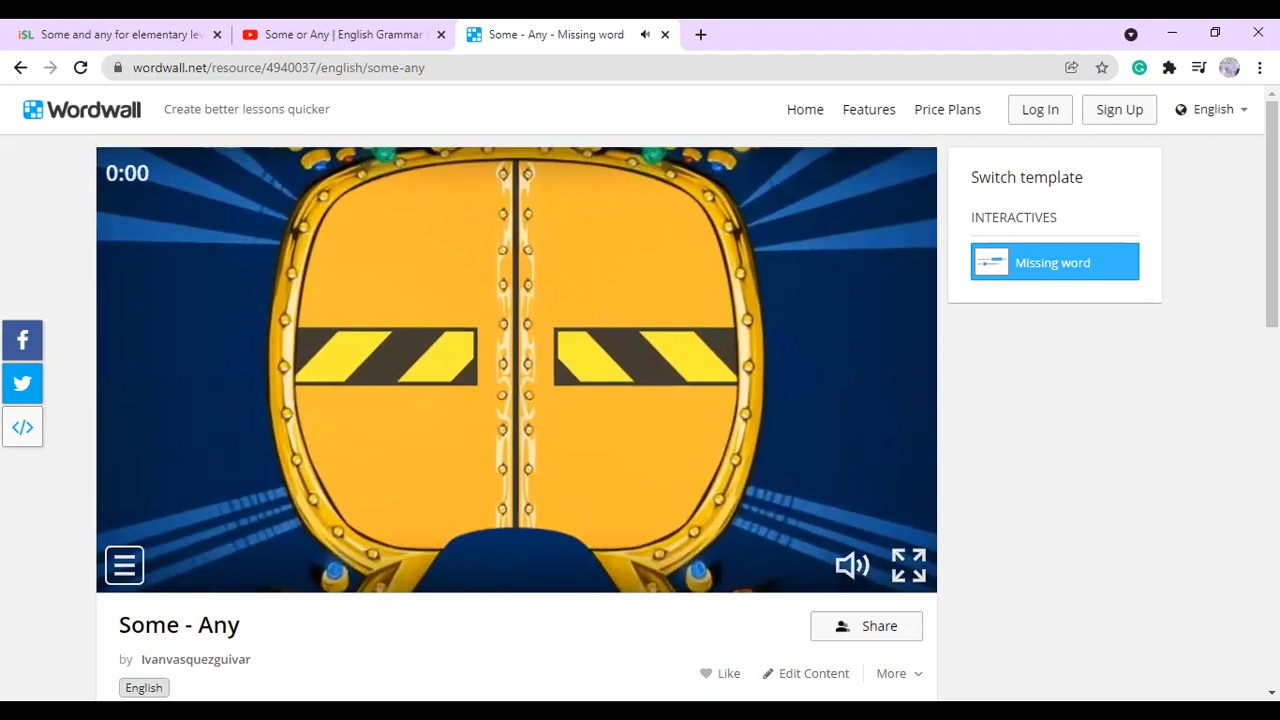 Some and any for elementary le
Some or Any | English Grammar
Some - Any - Missing word
wordwall.net/resource/4940037/english/some-any
Wordwall
Create better lessons quicker
Home
Features
Price Plans
Log In
Sign Up
English
0:00
Switch template
INTERACTIVES
Missing word
Some - Any
Share
by Ivanvasquezguivar
Like
Edit Content
More
English